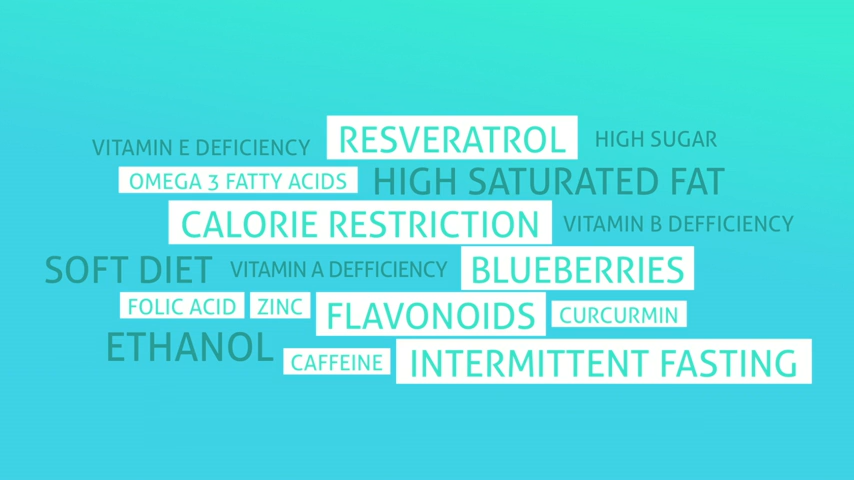 VITAMIN E DEFICIENCY RESVERATROL HIGH SUGAR
OMEGA 3 FATTY ACIDS HIGH SATURATED FAT
CALORIE RESTRICTION VITAMIN B DEFFICIENCY
SOFT DIET VITAMIN A DEFFICIENCY BLUEBERRIES
FOLIC ACID ZINC FLAVONOIDS CURCURMIN
ETHANOL CAFFEINE INTERMITTENT FASTING